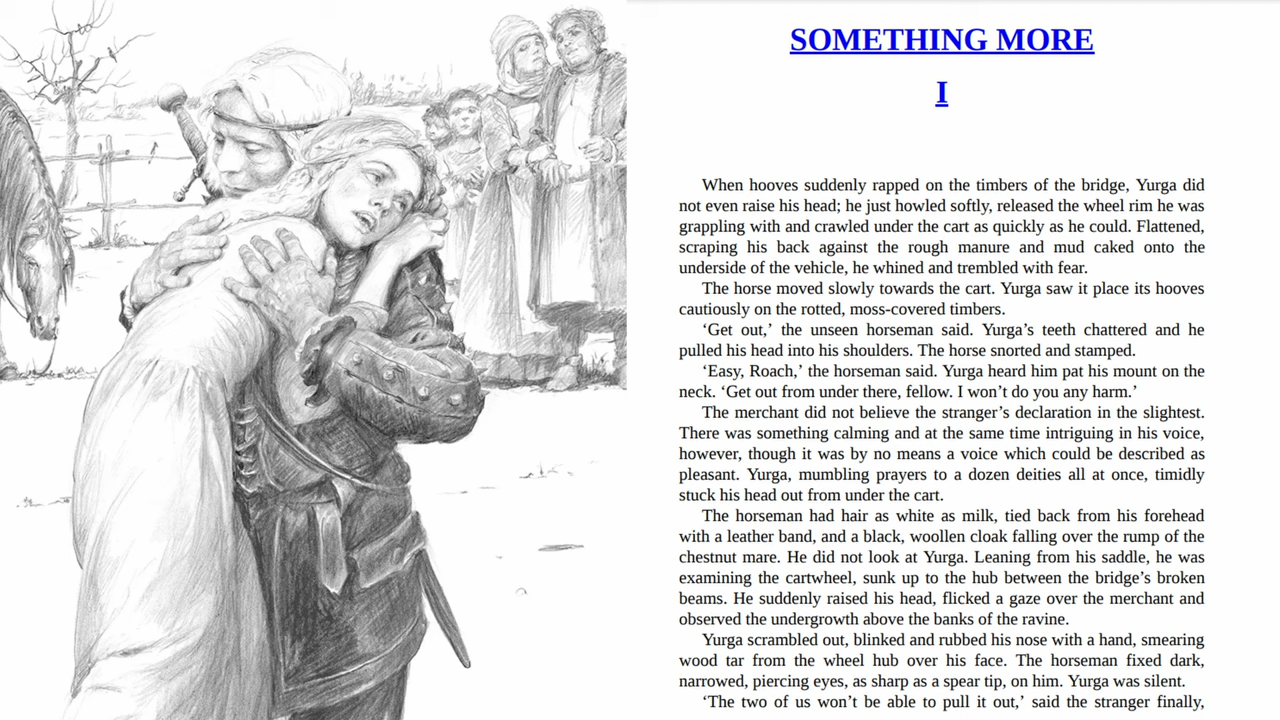 SOMETHING MORE
I
When hooves suddenly rapped on the timbers of the bridge, Yurga did
not even raise his head; he just howled softly, released the wheel rim he was
grappling with and crawled under the cart as quickly as he could. Flattened,
scraping his back against the rough manure and mud caked onto the
underside of the vehicle, he whined and trembled with fear.
The horse moved slowly towards the cart. Yurga saw it place its hooves
cautiously on the rotted, moss-covered timbers.
‘Get out,’ the unseen horseman said. Yurga’s teeth chattered and he
pulled his head into his shoulders. The horse snorted and stamped.
‘Easy, Roach,’ the horseman said. Yurga heard him pat his mount on the
neck. ‘Get out from under there, fellow. I won’t do you any harm.’
The merchant did not believe the stranger’s declaration in the slightest.
There was something calming and at the same time intriguing in his voice,
however, though it was by no means a voice which could be described as
pleasant. Yurga, mumbling prayers to a dozen deities all at once, timidly
stuck his head out from under the cart.
The horseman had hair as white as milk, tied back from his forehead
with a leather band, and a black, woollen cloak falling over the rump of the
chestnut mare. He did not look at Yurga. Leaning from his saddle, he was
examining the cartwheel, sunk up to the hub between the bridge’s broken
beams. He suddenly raised his head, flicked a gaze over the merchant and
observed the undergrowth above the banks of the ravine.
Yurga scrambled out, blinked and rubbed his nose with a hand, smearing
wood tar from the wheel hub over his face. The horseman fixed dark,
narrowed, piercing eyes, as sharp as a spear tip, on him. Yurga was silent.
‘The two of us won’t be able to pull it out,’ said the stranger finally,